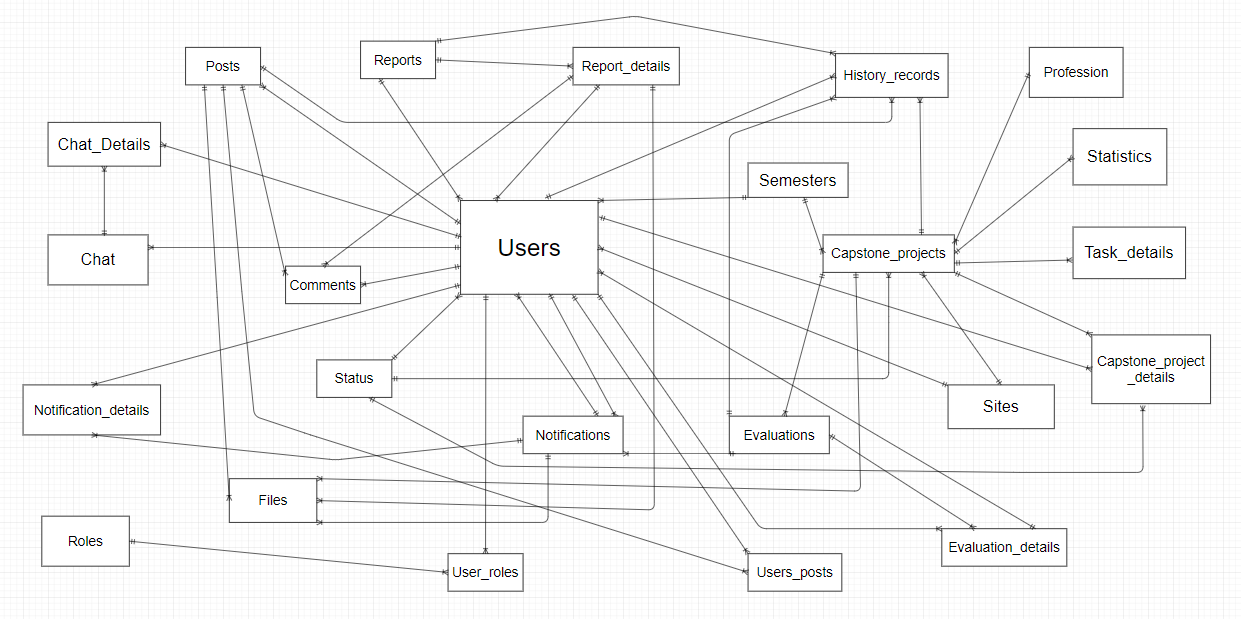 Posts
Reports
Report_details
History_records
Profession
Chat_Details
Statistics
Semesters
Users
Capstone_projects
Task_details
Chat
Comments
Status
Capstone_project
_details
Notification_details
Sites
Notifications
Evaluations
Files
Roles
User_roles
Users_posts
Evaluation_details